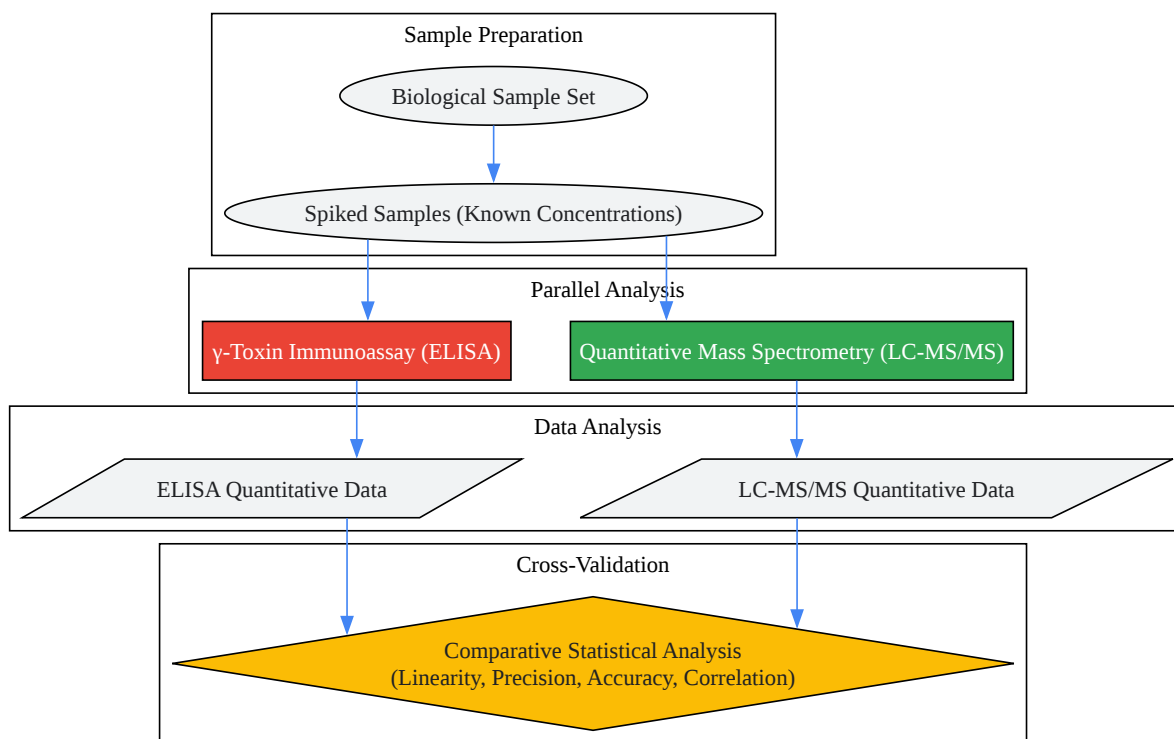 Sample Preparation
Biological Sample Set
Spiked Samples (Known Concentrations)
Parallel Analysis
γ-Toxin Immunoassay (ELISA)
Quantitative Mass Spectrometry (LC-MS/MS)
Data Analysis
ELISA Quantitative Data
LC-MS/MS Quantitative Data
Cross-Validation
Comparative Statistical Analysis
(Linearity, Precision, Accuracy, Correlation)